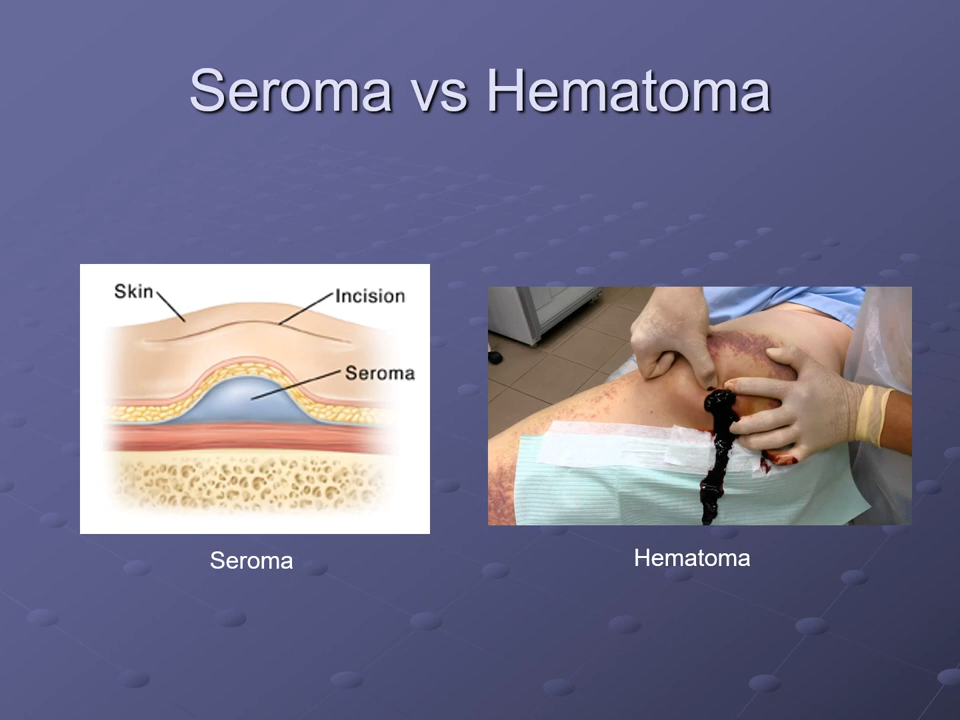 Seroma vs Hematoma
Skin
Incision
Seroma
Seroma
Hematoma